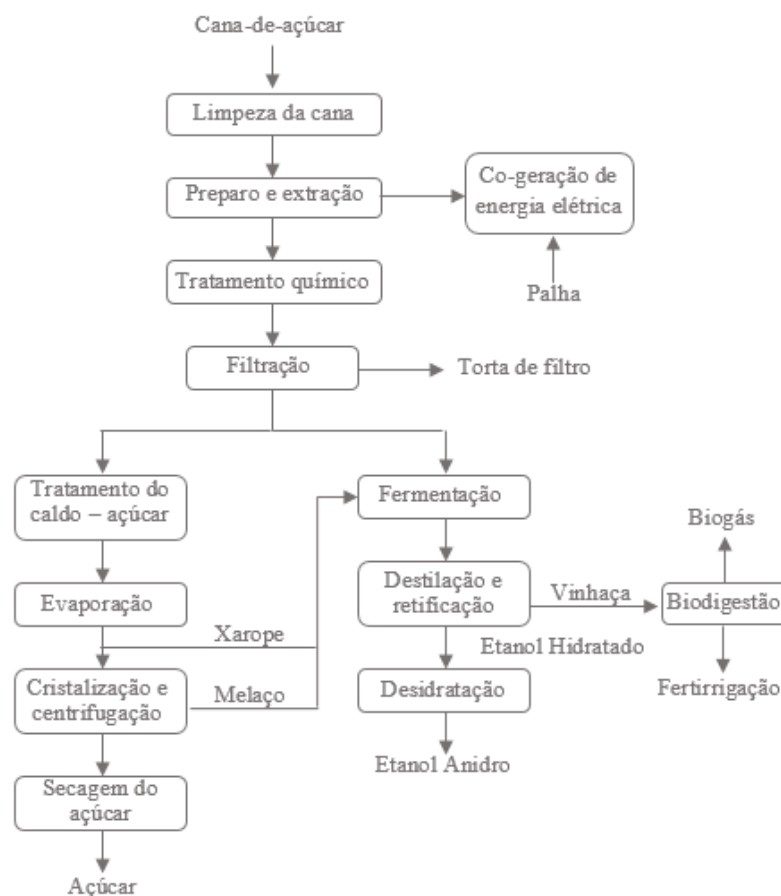 Cana-de-açúcar
Limpeza da cana
Preparo e extração
Co-geração de
energia elétrica
Tratamento químico
Palha
Filtração
Torta de filtro
Tratamento do
caldo – açúcar
Fermentação
Biogás
Evaporação
Destilação e
retificação
Vinhaça
Biodigestão
Xarope
Etanol Hidratado
Cristalização e
centrifugação
Melaço
Desidratação
Fertirrigação
Etanol Anidro
Secagem do
açúcar
Açúcar